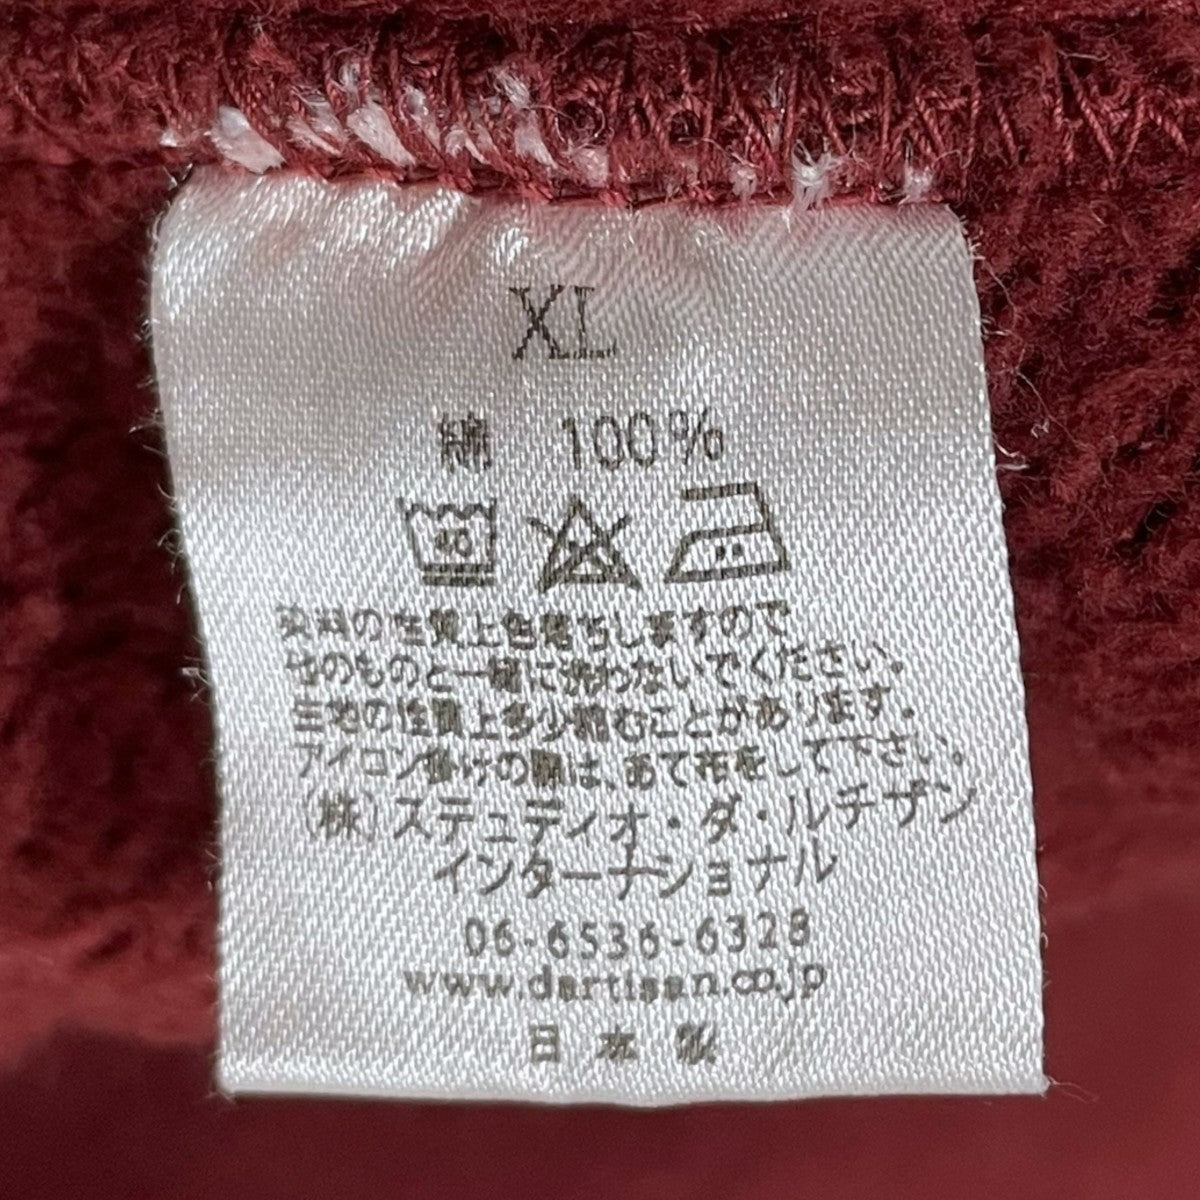 XL
綿 100%
40
染料の性質上色落ちしますので
他のものと一緒に洗わないでください。
生地の性質上多少縮むことがあります。
アイロン掛けの際は、あて布をして下さい。
(株)ステュディオ・ダ・ルチザン
インターナショナル
06-6536-6328
www.dartisan.co.jp
日本製